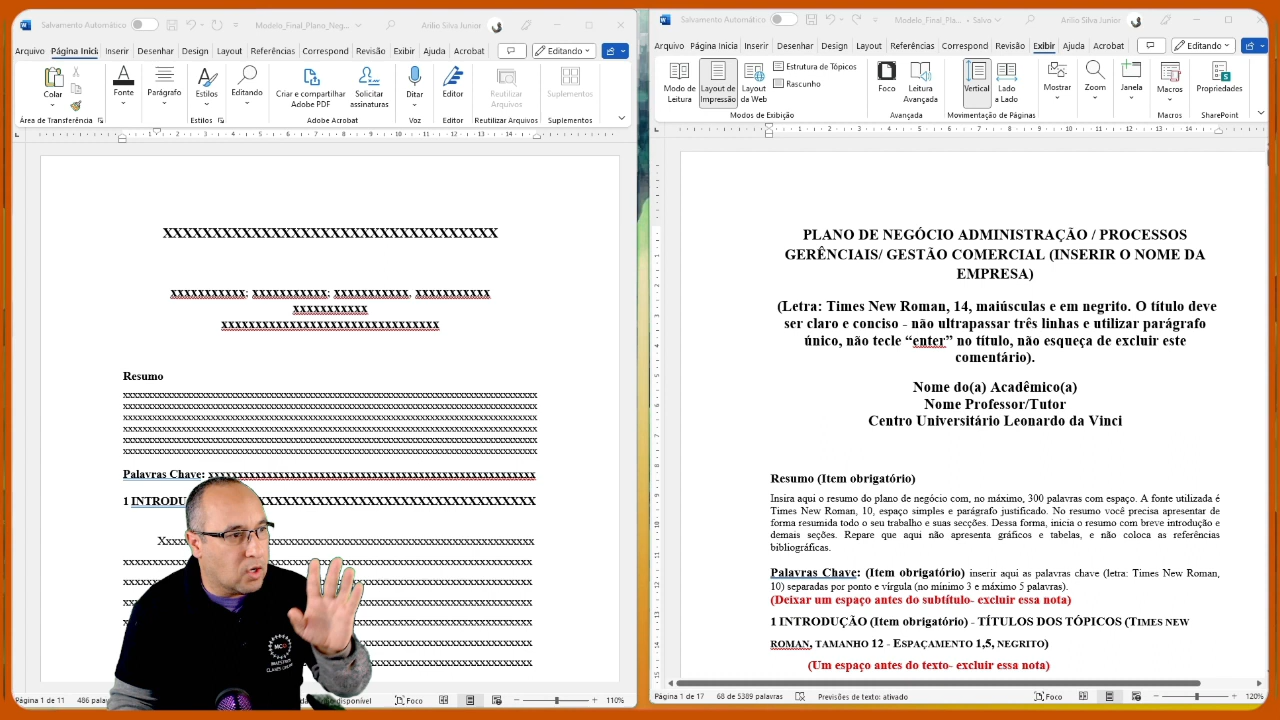 Salvamento Automático
Modelo_Final_Plano_Neg...
Arilio Silva Junior
Arquivo Página Inici Inserir Desenhar Design Layout Referências Correspond Revisão Exibir Ajuda Acrobat
Editando
Colar
Fonte
Parágrafo
Estilos
Editando
Criar e compartilhar
Adobe PDF
Solicitar
assinaturas
Ditar
Editor
Reutilizar
Arquivos
Suplementos
Área de Transferência
Estilos
Adobe Acrobat
Voz
Editor
Reutilizar Arquivos
Suplementos
Resumo
Palavras Chave:
1 INTRODU
Página 1 de 11
486 palav
disponível
Foco
110%
Salvamento Automático
Modelo_Final_Pla... • Salvo
Arilio Silva Junior
Arquivo Página Inicia Inserir Desenhar Design Layout Referências Correspond Revisão Exibir Ajuda Acrobat
Editando
Modo de
Leitura
Layout de
Impressão
Layout
da Web
Estrutura de Tópicos
Rascunho
Foco
Leitura
Avançada
Vertical
Lado
a Lado
Mostrar
Zoom
Janela
Macros
Propriedades
Modos de Exibição
Avançada
Movimentação de Páginas
Macros
SharePoint
PLANO DE NEGÓCIO ADMINISTRAÇÃO / PROCESSOS
GERÊNCIAIS/ GESTÃO COMERCIAL (INSERIR O NOME DA
EMPRESA)
(Letra: Times New Roman, 14, maiúsculas e em negrito. O título deve
ser claro e conciso - não ultrapassar três linhas e utilizar parágrafo
único, não tecle “enter” no título, não esqueça de excluir este
comentário).
Nome do(a) Acadêmico(a)
Nome Professor/Tutor
Centro Universitário Leonardo da Vinci
Resumo (Item obrigatório)
Insira aqui o resumo do plano de negócio com, no máximo, 300 palavras com espaço. A fonte utilizada é
Times New Roman, 10, espaço simples e parágrafo justificado. No resumo você precisa apresentar de
forma resumida todo o seu trabalho e suas secções. Dessa forma, inicia o resumo com breve introdução e
demais seções. Repare que aqui não apresenta gráficos e tabelas, e não coloca as referências
bibliográficas.
Palavras Chave: (Item obrigatório) inserir aqui as palavras chave (letra: Times New Roman,
10) separadas por ponto e vírgula (no mínimo 3 e máximo 5 palavras).
(Deixar um espaço antes do subtítulo- excluir essa nota)
1 INTRODUÇÃO (Item obrigatório) - TÍTULOS DOS TÓPICOS (TIMES NEW
ROMAN, TAMANHO 12 - ESPAÇAMENTO 1,5, NEGRITO)
(Um espaço antes do texto- excluir essa nota)
Página 1 de 17
68 de 5389 palavras
Previsões de texto: ativado
Foco
120%